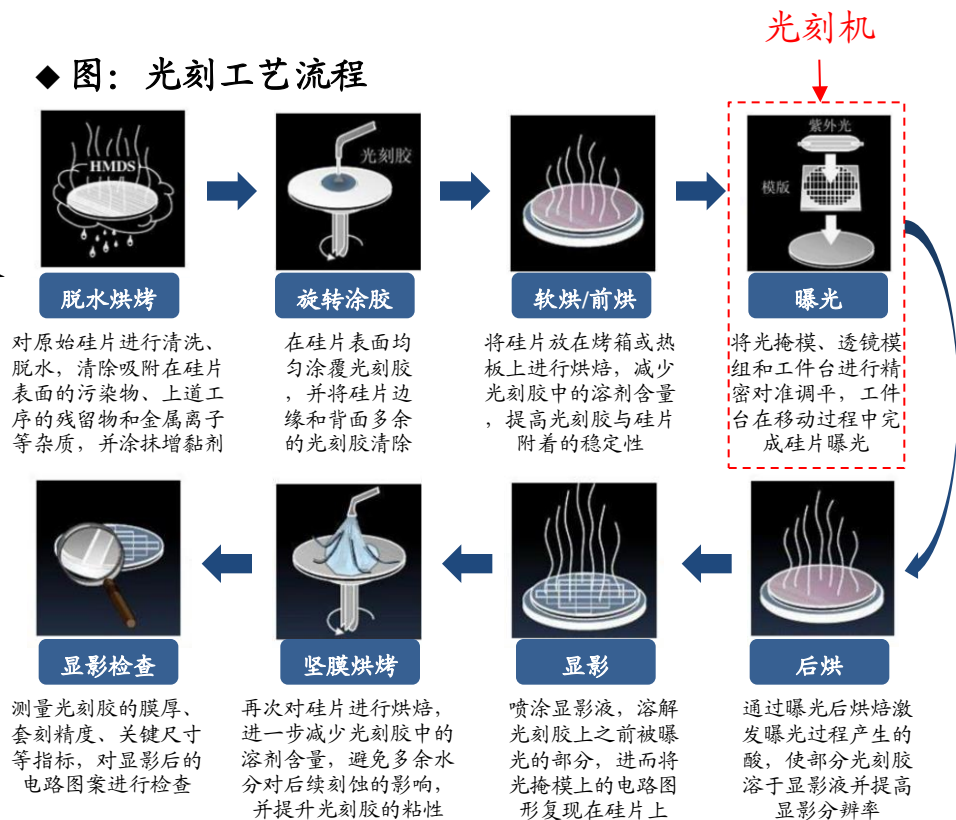 光刻机
◆ 图：光刻工艺流程
HMDS
光刻胶
紫外光
模版
脱水烘烤
旋转涂胶
软烘/前烘
曝光
对原始硅片进行清洗、
脱水，清除吸附在硅片
表面的污染物、上道工
序的残留物和金属离子
等杂质，并涂抹增黏剂
在硅片表面均
匀涂覆光刻胶
，并将硅片边
缘和背面多余
的光刻胶清除
将硅片放在烤箱或热
板上进行烘焙，减少
光刻胶中的溶剂含量
，提高光刻胶与硅片
附着的稳定性
将光掩模、透镜模
组和工件台进行精
密对准调平，工件
台在移动过程中完
成硅片曝光
显影检查
坚膜烘烤
显影
后烘
测量光刻胶的膜厚、
套刻精度、关键尺寸
等指标，对显影后的
电路图案进行检查
再次对硅片进行烘焙，
进一步减少光刻胶中的
溶剂含量，避免多余水
分对后续刻蚀的影响，
并提升光刻胶的粘性
喷涂显影液，溶解
光刻胶上之前被曝
光的部分，进而将
光掩模上的电路图
形复现在硅片上
通过曝光后烘焙激
发曝光过程产生的
酸，使部分光刻胶
溶于显影液并提高
显影分辨率